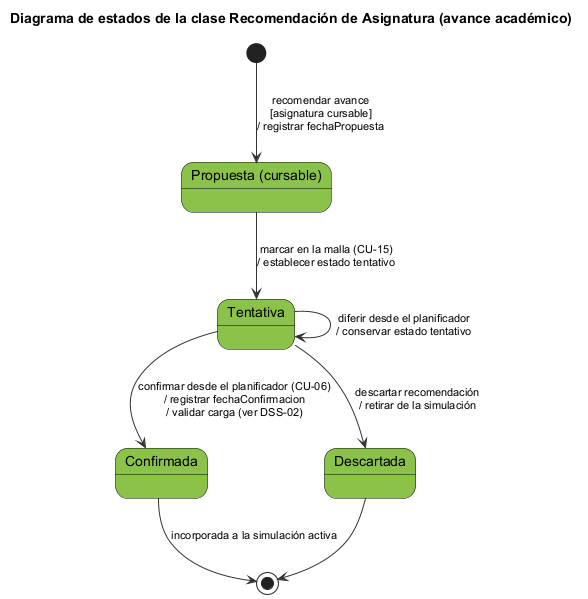 Diagrama de estados de la clase Recomendación de Asignatura (avance académico)
recomendar avance
[asignatura cursable]
/ registrar fechaPropuesta
Propuesta (cursable)
marcar en la malla (CU-15)
/ establecer estado tentativo
Tentativa
diferir desde el planificador
/ conservar estado tentativo
confirmar desde el planificador (CU-06)
/ registrar fechaConfirmacion
/ validar carga (ver DSS-02)
descartar recomendación
/ retirar de la simulación
Confirmada
Descartada
incorporada a la simulación activa